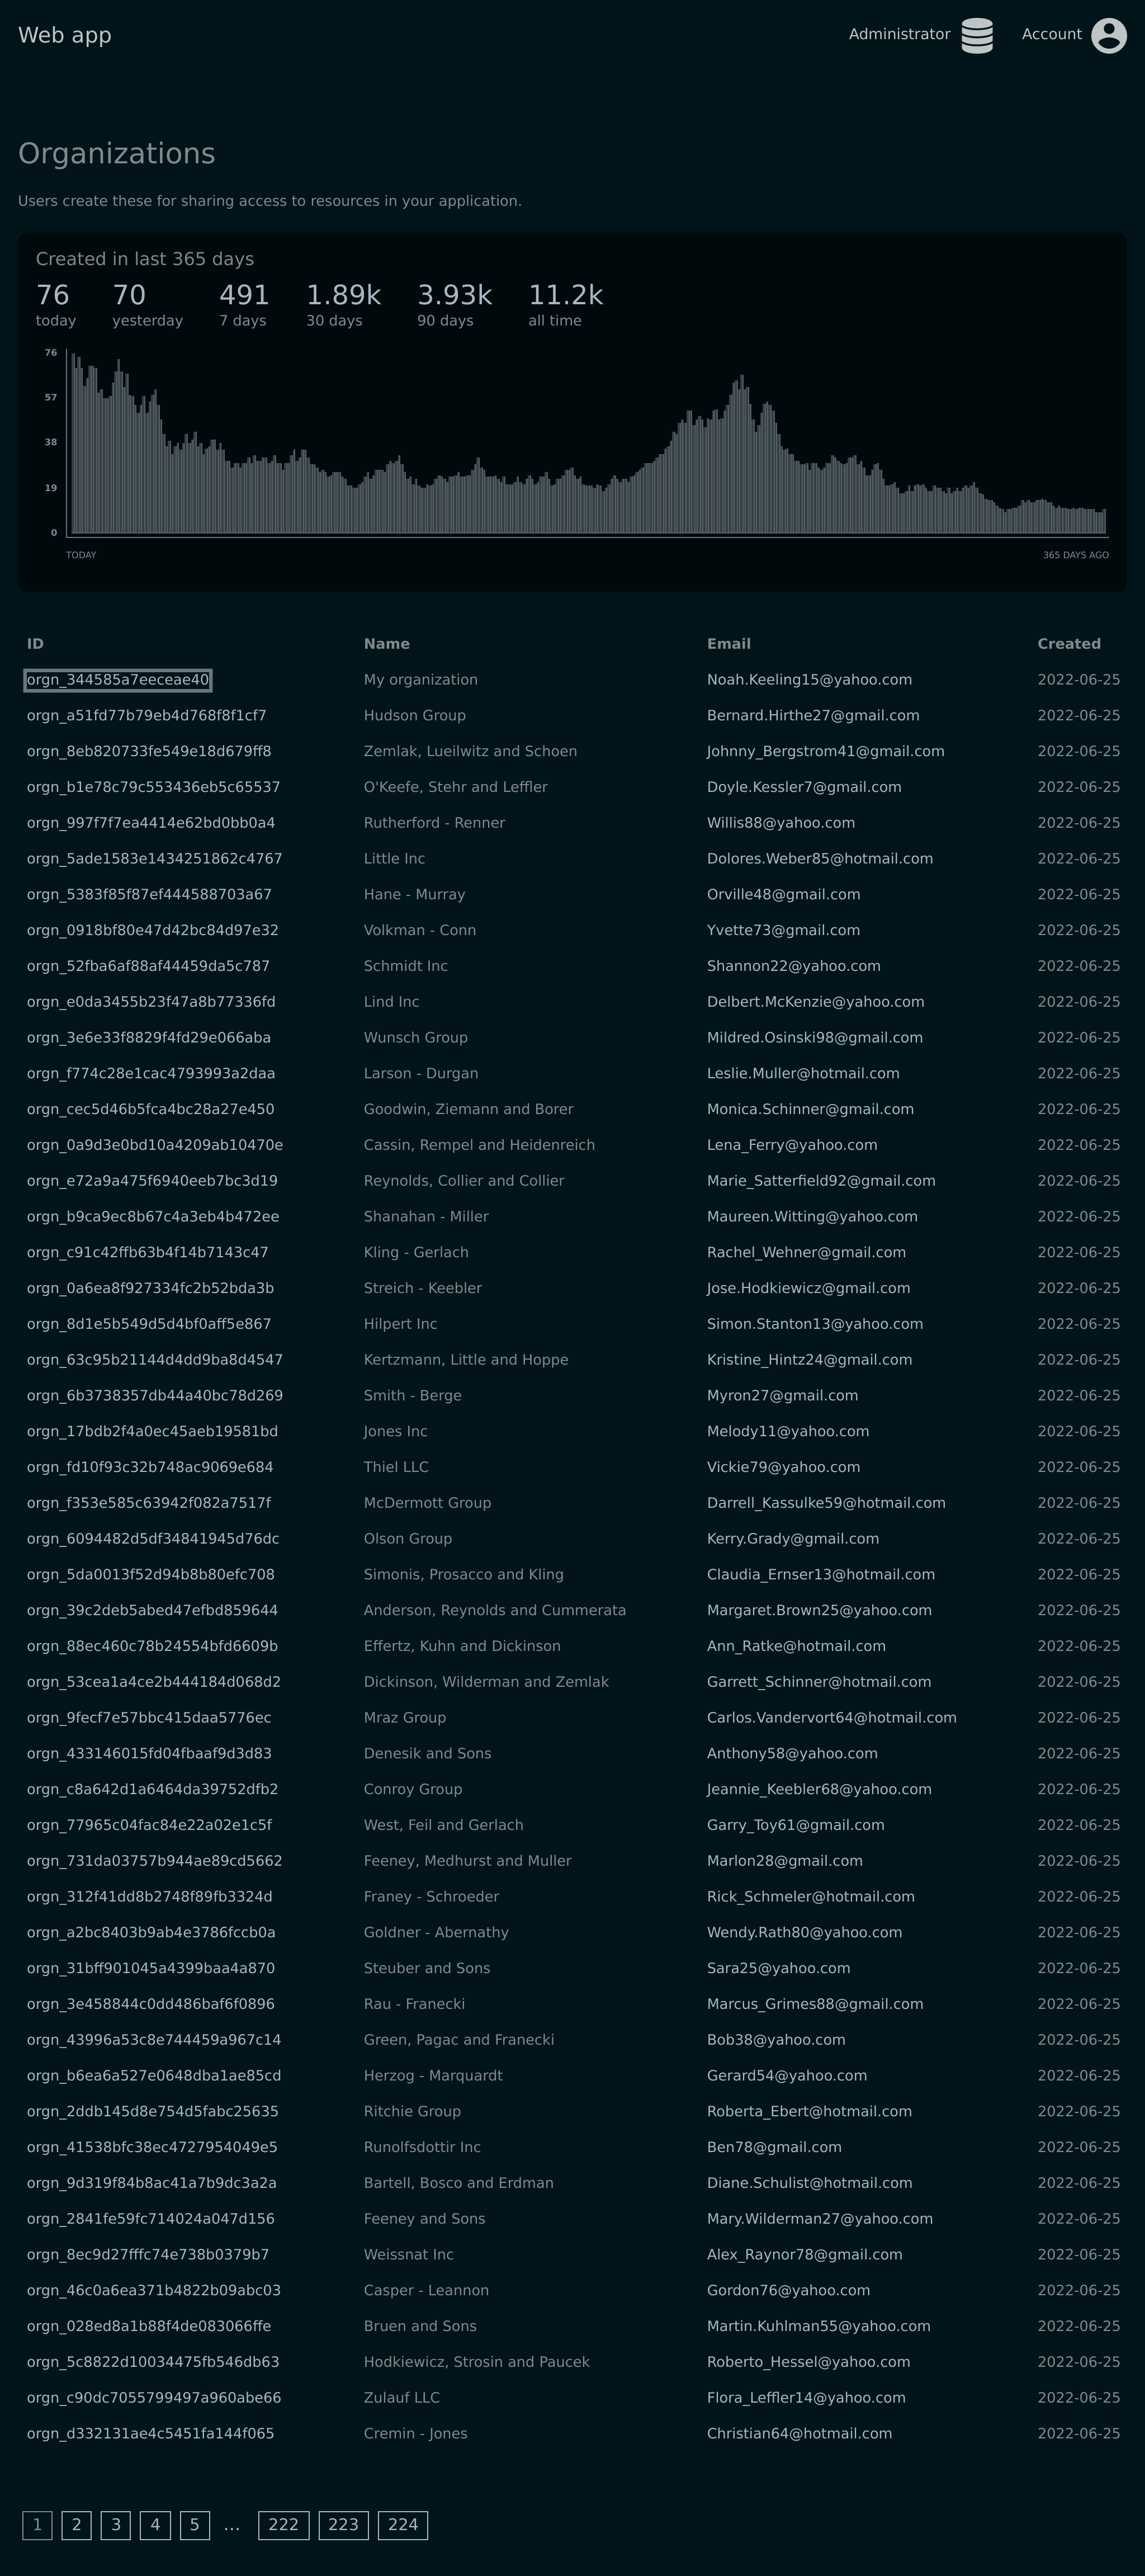 Web app
Administrator
Account
Organizations
Users create these for sharing access to resources in your application.
Created in last 365 days
76 70 491 1.89k 3.93k 11.2k
today yesterday 7 days 30 days 90 days all time
76
57
38
19
0
TODAY 365 DAYS AGO
ID Name Email Created
orgn_344585a7eeceae40 My organization Noah.Keeling15@yahoo.com 2022-06-25
orgn_a51fd77b79eb4d768f8f1cf7 Hudson Group Bernard.Hirthe27@gmail.com 2022-06-25
orgn_8eb820733fe549e18d679ff8 Zemlak, Lueilwitz and Schoen Johnny_Bergstrom41@gmail.com 2022-06-25
orgn_b1e78c79c553436eb5c65537 O'Keefe, Stehr and Leffler Doyle.Kessler7@gmail.com 2022-06-25
orgn_997f7f7ea4414e62bd0bb0a4 Rutherford - Renner Willis88@yahoo.com 2022-06-25
orgn_5ade1583e1434251862c4767 Little Inc Dolores.Weber85@hotmail.com 2022-06-25
orgn_5383f85f87ef444588703a67 Hane - Murray Orville48@gmail.com 2022-06-25
orgn_0918bf80e47d42bc84d97e32 Volkman - Conn Yvette73@gmail.com 2022-06-25
orgn_52fba6af88af44459da5c787 Schmidt Inc Shannon22@yahoo.com 2022-06-25
orgn_e0da3455b23f47a8b77336fd Lind Inc Delbert.McKenzie@yahoo.com 2022-06-25
orgn_3e6e33f8829f4fd29e066aba Wunsch Group Mildred.Osinski98@gmail.com 2022-06-25
orgn_f774c28e1cac4793993a2daa Larson - Durgan Leslie.Muller@hotmail.com 2022-06-25
orgn_cec5d46b5fca4bc28a27e450 Goodwin, Ziemann and Borer Monica.Schinner@gmail.com 2022-06-25
orgn_0a9d3e0bd10a4209ab10470e Cassin, Rempel and Heidenreich Lena_Ferry@yahoo.com 2022-06-25
orgn_e72a9a475f6940eeb7bc3d19 Reynolds, Collier and Collier Marie_Satterfield92@gmail.com 2022-06-25
orgn_b9ca9ec8b67c4a3eb4b472ee Shanahan - Miller Maureen.Witting@yahoo.com 2022-06-25
orgn_c91c42ffb63b4f14b7143c47 Kling - Gerlach Rachel_Wehner@gmail.com 2022-06-25
orgn_0a6ea8f927334fc2b52bda3b Streich - Keebler Jose.Hodkiewicz@gmail.com 2022-06-25
orgn_8d1e5b549d5d4bf0aff5e867 Hilpert Inc Simon.Stanton13@yahoo.com 2022-06-25
orgn_63c95b21144d4dd9ba8d4547 Kertzmann, Little and Hoppe Kristine_Hintz24@gmail.com 2022-06-25
orgn_6b3738357db44a40bc78d269 Smith - Berge Myron27@gmail.com 2022-06-25
orgn_17bdb2f4a0ec45aeb19581bd Jones Inc Melody11@yahoo.com 2022-06-25
orgn_fd10f93c32b748ac9069e684 Thiel LLC Vickie79@yahoo.com 2022-06-25
orgn_f353e585c63942f082a7517f McDermott Group Darrell_Kassulke59@hotmail.com 2022-06-25
orgn_6094482d5df34841945d76dc Olson Group Kerry.Grady@gmail.com 2022-06-25
orgn_5da0013f52d94b8b80efc708 Simonis, Prosacco and Kling Claudia_Ernser13@hotmail.com 2022-06-25
orgn_39c2deb5abed47efbd859644 Anderson, Reynolds and Cummerata Margaret.Brown25@yahoo.com 2022-06-25
orgn_88ec460c78b24554bfd6609b Effertz, Kuhn and Dickinson Ann_Ratke@hotmail.com 2022-06-25
orgn_53cea1a4ce2b444184d068d2 Dickinson, Wilderman and Zemlak Garrett_Schinner@hotmail.com 2022-06-25
orgn_9fecf7e57bbc415daa5776ec Mraz Group Carlos.Vandervort64@hotmail.com 2022-06-25
orgn_433146015fd04fbaaf9d3d83 Denesik and Sons Anthony58@yahoo.com 2022-06-25
orgn_c8a642d1a6464da39752dfb2 Conroy Group Jeannie_Keebler68@yahoo.com 2022-06-25
orgn_77965c04fac84e22a02e1c5f West, Feil and Gerlach Garry_Toy61@gmail.com 2022-06-25
orgn_731da03757b944ae89cd5662 Feeney, Medhurst and Muller Marlon28@gmail.com 2022-06-25
orgn_312f41dd8b2748f89fb3324d Franey - Schroeder Rick_Schmeler@hotmail.com 2022-06-25
orgn_a2bc8403b9ab4e3786fccb0a Goldner - Abernathy Wendy.Rath80@yahoo.com 2022-06-25
orgn_31bff901045a4399baa4a870 Steuber and Sons Sara25@yahoo.com 2022-06-25
orgn_3e458844c0dd486baf6f0896 Rau - Franecki Marcus_Grimes88@gmail.com 2022-06-25
orgn_43996a53c8e744459a967c14 Green, Pagac and Franecki Bob38@yahoo.com 2022-06-25
orgn_b6ea6a527e0648dba1ae85cd Herzog - Marquardt Gerard54@yahoo.com 2022-06-25
orgn_2ddb145d8e754d5fabc25635 Ritchie Group Roberta_Ebert@hotmail.com 2022-06-25
orgn_41538bfc38ec4727954049e5 Runolfsdottir Inc Ben78@gmail.com 2022-06-25
orgn_9d319f84b8ac41a7b9dc3a2a Bartell, Bosco and Erdman Diane.Schulist@hotmail.com 2022-06-25
orgn_2841fe59fc714024a047d156 Feeney and Sons Mary.Wilderman27@yahoo.com 2022-06-25
orgn_8ec9d27fffc74e738b0379b7 Weissnat Inc Alex_Raynor78@gmail.com 2022-06-25
orgn_46c0a6ea371b4822b09abc03 Casper - Leannon Gordon76@yahoo.com 2022-06-25
orgn_028ed8a1b88f4de083066ffe Bruen and Sons Martin.Kuhlman55@yahoo.com 2022-06-25
orgn_5c8822d10034475fb546db63 Hodkiewicz, Strosin and Paucek Roberto_Hessel@yahoo.com 2022-06-25
orgn_c90dc7055799497a960abe66 Zulauf LLC Flora_Leffler14@yahoo.com 2022-06-25
orgn_d332131ae4c5451fa144f065 Cremin - Jones Christian64@hotmail.com 2022-06-25
1 2 3 4 5 ... 222 223 224